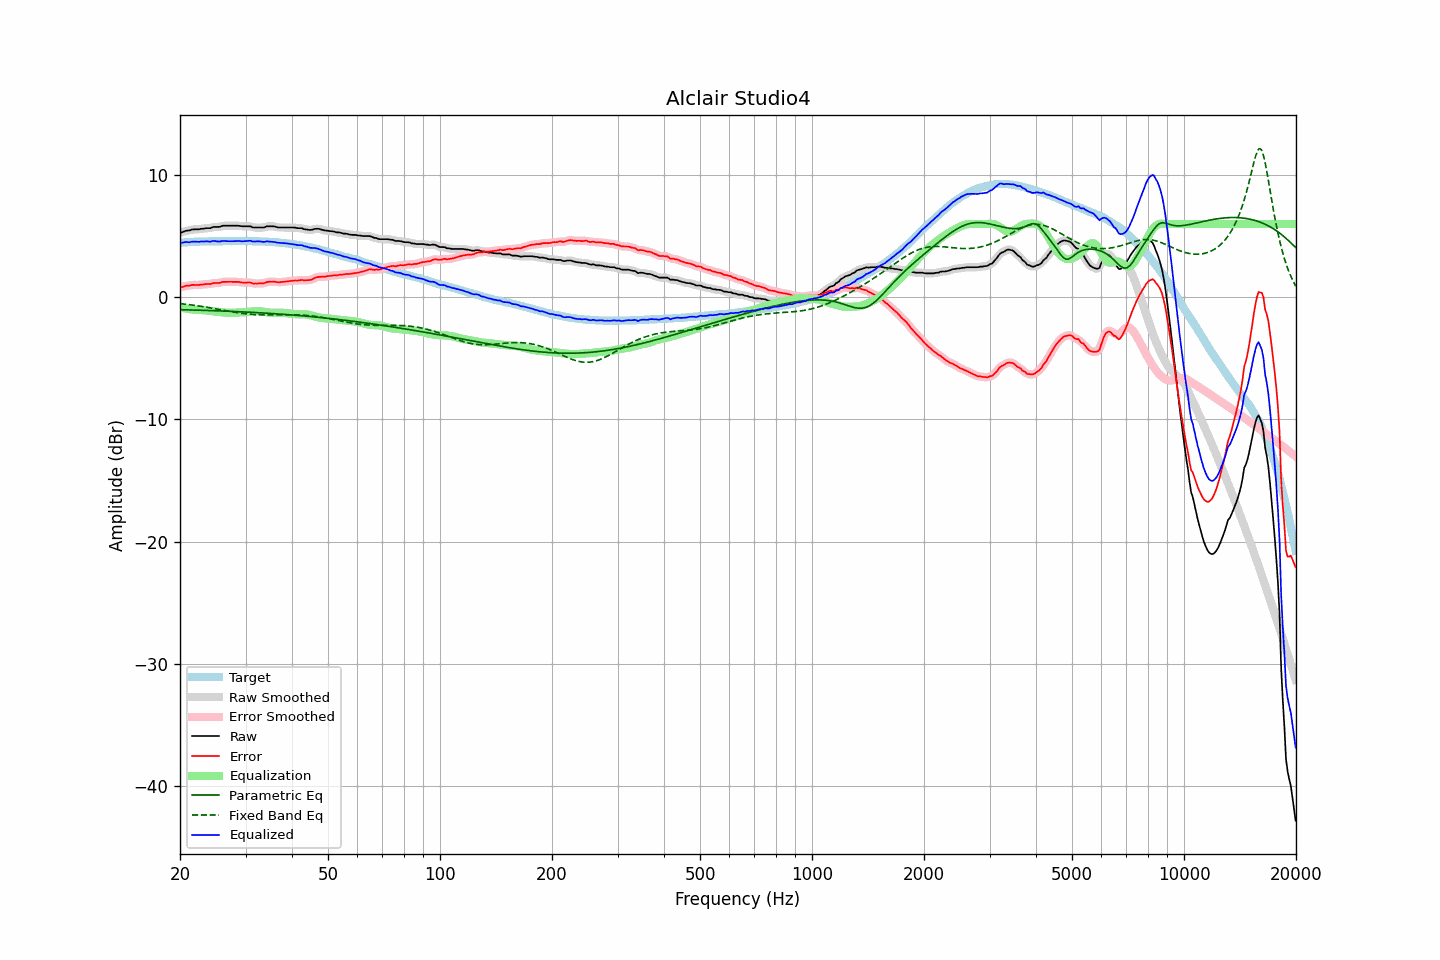 Alclair Studio4
10
0
−10
−20
−30
−40
Amplitude (dBr)
Target
Raw Smoothed
Error Smoothed
Raw
Error
Equalization
Parametric Eq
Fixed Band Eq
Equalized
20 50 100 200 500 1000 2000 5000 10000 20000
Frequency (Hz)